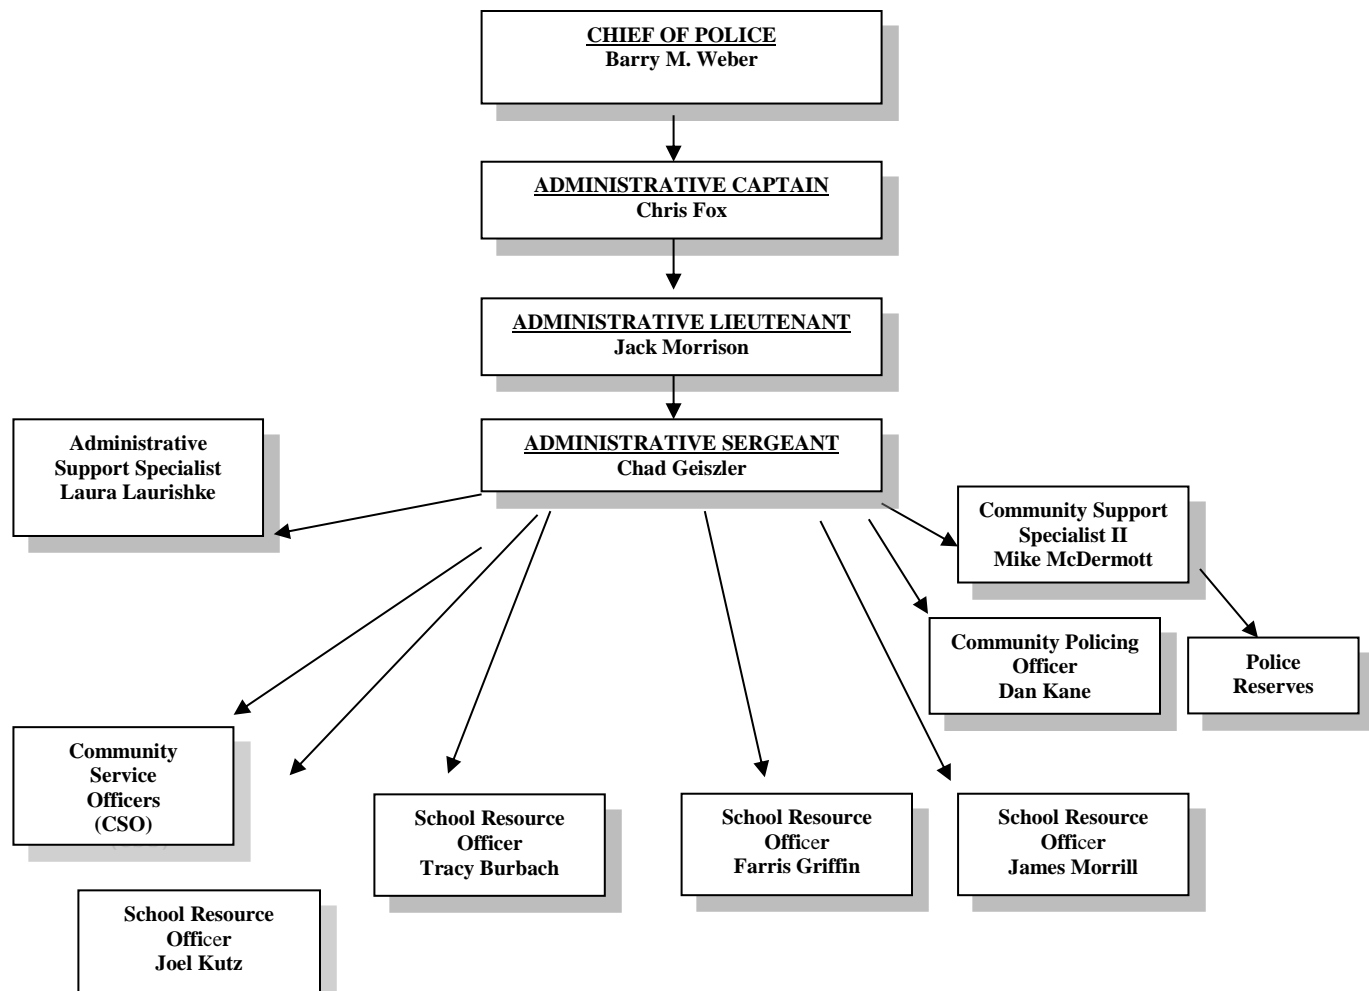 CHIEF OF POLICE
Barry M. Weber
ADMINISTRATIVE CAPTAIN
Chris Fox
ADMINISTRATIVE LIEUTENANT
Jack Morrison
ADMINISTRATIVE SERGEANT
Chad Geiszler
Administrative
Support Specialist
Laura Laurishke
Community Support
Specialist II
Mike McDermott
Community Policing
Officer
Dan Kane
Police
Reserves
Community
Service
Officers
(CSO)
School Resource
Officer
Tracy Burbach
School Resource
Officer
Farris Griffin
School Resource
Officer
James Morrill
School Resource
Officer
Joel Kutz